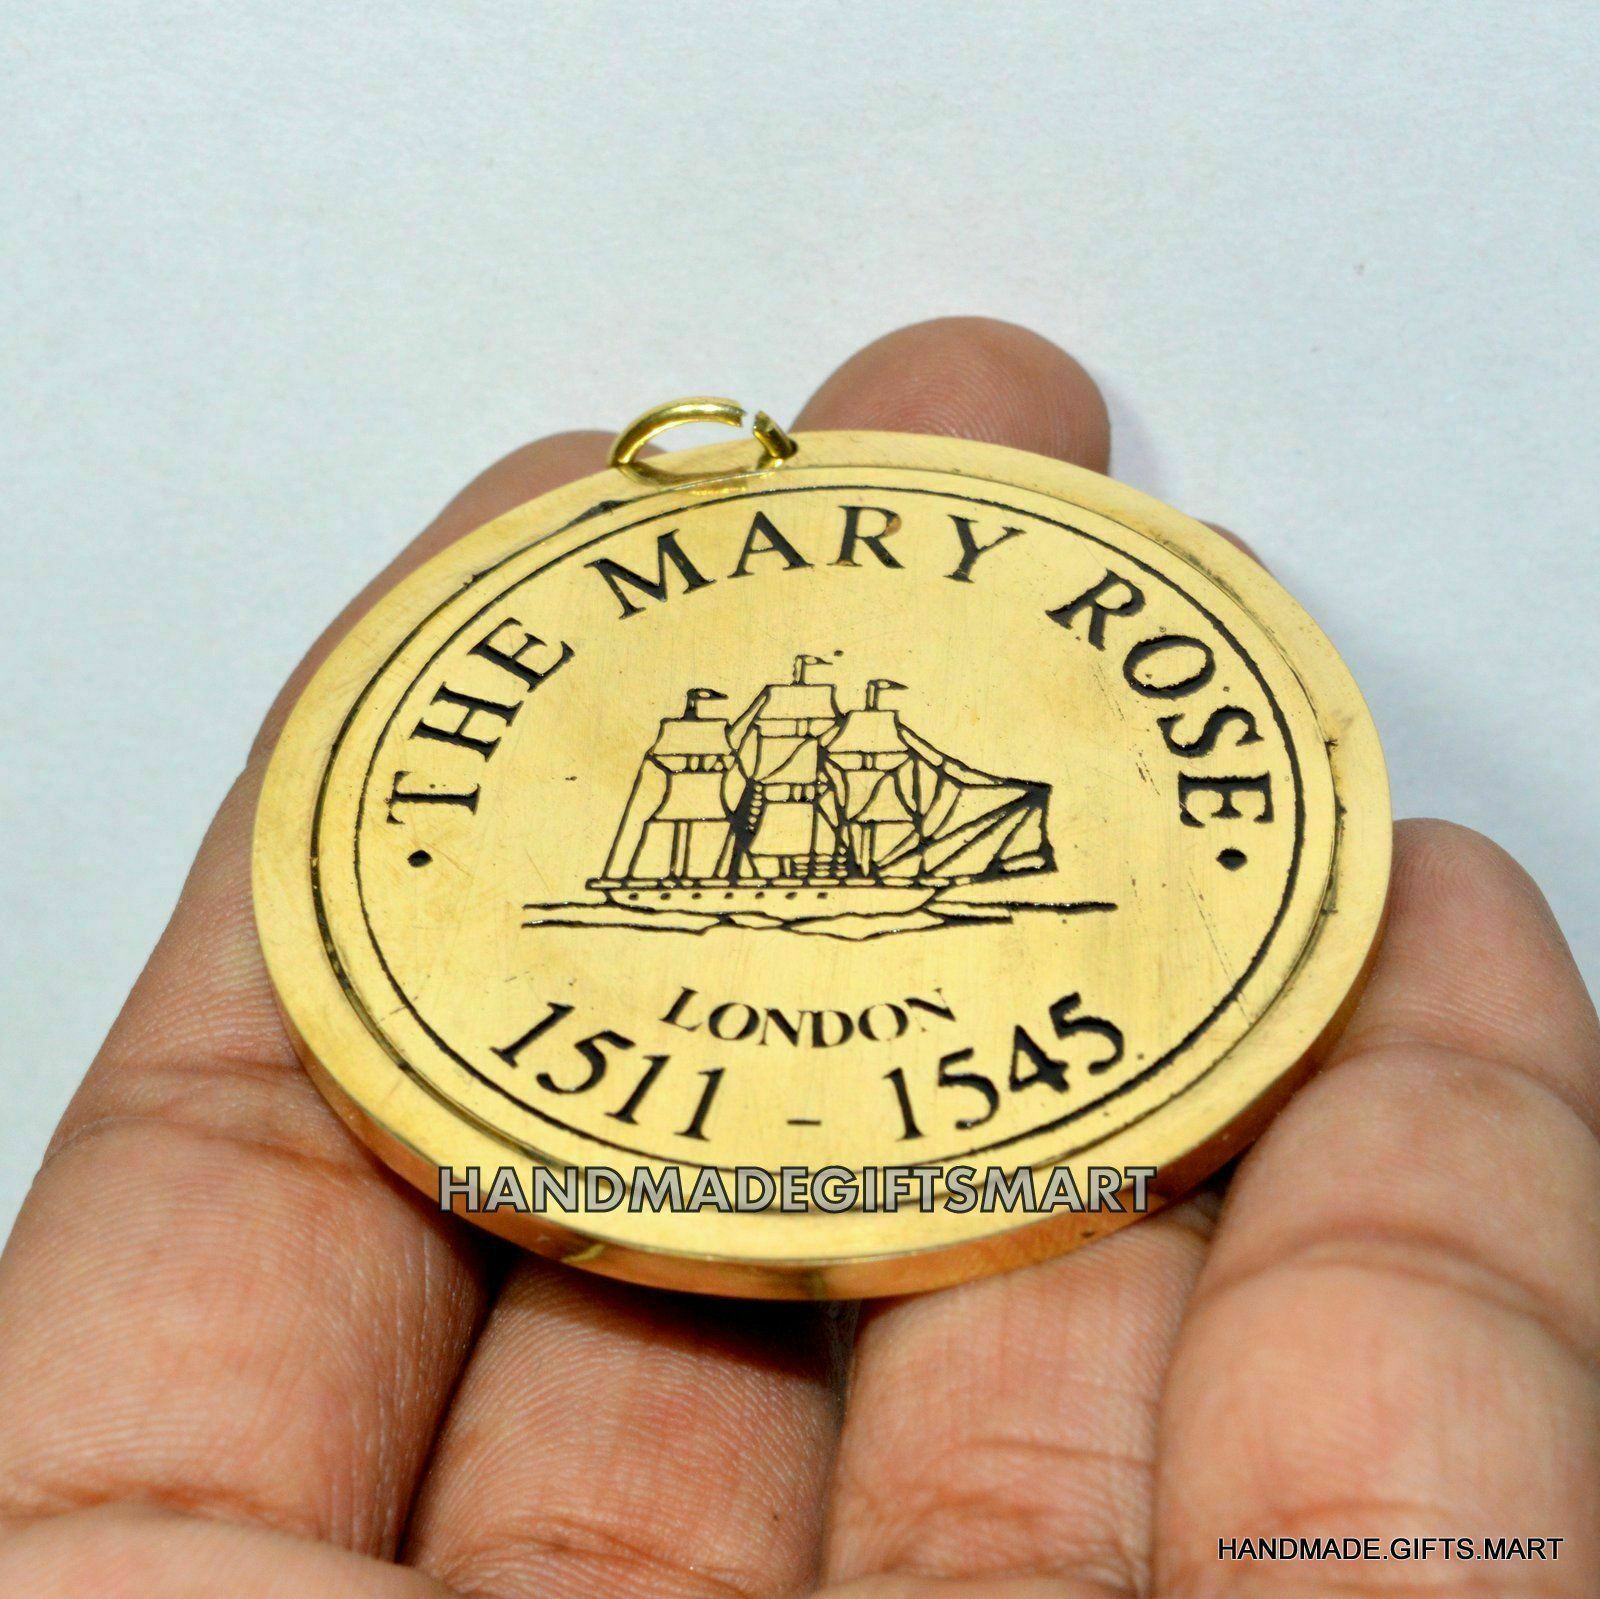 · THE MARY ROSE ·
LONDON
1511 - 1545
HANDMADEGIFTSMART
HANDMADE.GIFTS.MART